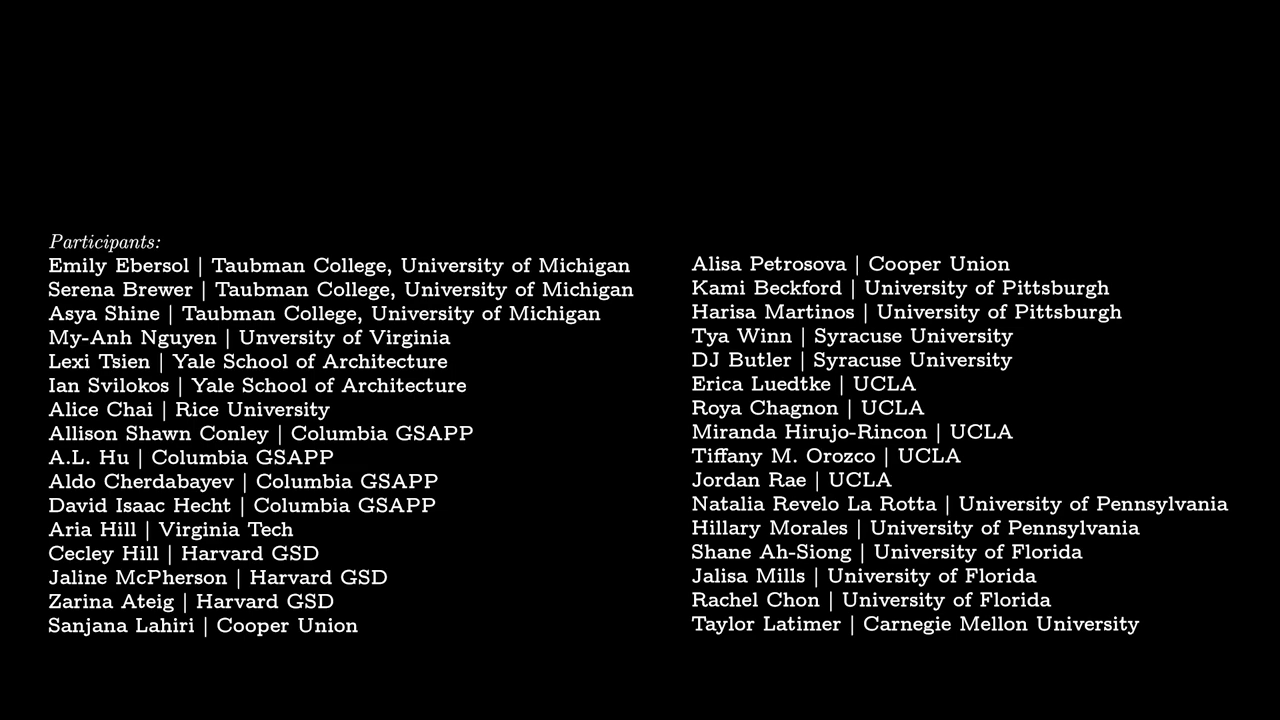 Participants:
Emily Ebersol | Taubman College, University of Michigan
Serena Brewer | Taubman College, University of Michigan
Asya Shine | Taubman College, University of Michigan
My-Anh Nguyen | Unversity of Virginia
Lexi Tsien | Yale School of Architecture
Ian Svilokos | Yale School of Architecture
Alice Chai | Rice University
Allison Shawn Conley | Columbia GSAPP
A.L. Hu | Columbia GSAPP
Aldo Cherdabayev | Columbia GSAPP
David Isaac Hecht | Columbia GSAPP
Aria Hill | Virginia Tech
Cecley Hill | Harvard GSD
Jaline McPherson | Harvard GSD
Zarina Ateig | Harvard GSD
Sanjana Lahiri | Cooper Union
Alisa Petrosova | Cooper Union
Kami Beckford | University of Pittsburgh
Harisa Martinos | University of Pittsburgh
Tya Winn | Syracuse University
DJ Butler | Syracuse University
Erica Luedtke | UCLA
Roya Chagnon | UCLA
Miranda Hirujo-Rincon | UCLA
Tiffany M. Orozco | UCLA
Jordan Rae | UCLA
Natalia Revelo La Rotta | University of Pennsylvania
Hillary Morales | University of Pennsylvania
Shane Ah-Siong | University of Florida
Jalisa Mills | University of Florida
Rachel Chon | University of Florida
Taylor Latimer | Carnegie Mellon University